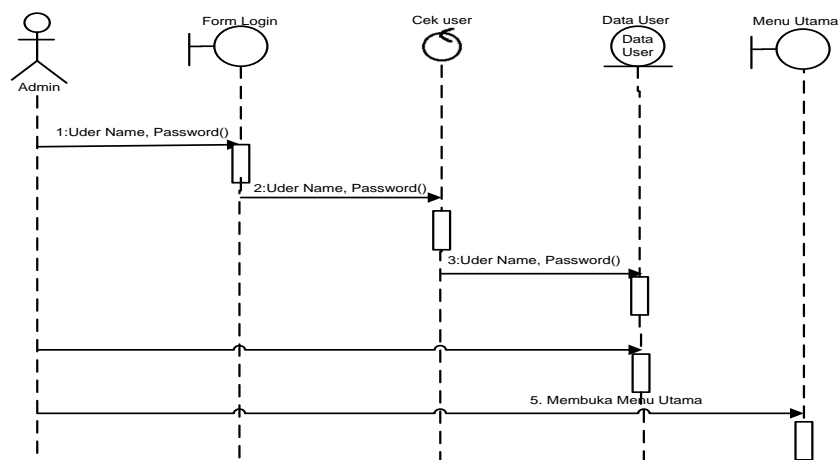 Form Login
Cek user
Data User
Menu Utama
Data
User
Admin
1:Uder Name, Password()
2:Uder Name, Password()
3:Uder Name, Password()
5. Membuka Menu Utama